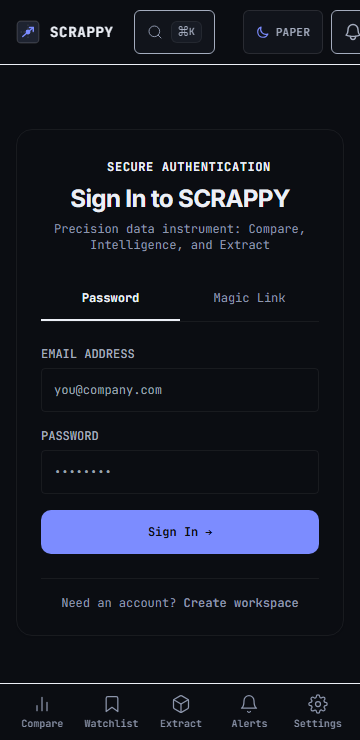 SCRAPPY
⌘K
PAPER
SECURE AUTHENTICATION
Sign In to SCRAPPY
Precision data instrument: Compare,
Intelligence, and Extract
Password
Magic Link
EMAIL ADDRESS
you@company.com
PASSWORD
••••••••
Sign In →
Need an account? Create workspace
Compare
Watchlist
Extract
Alerts
Settings